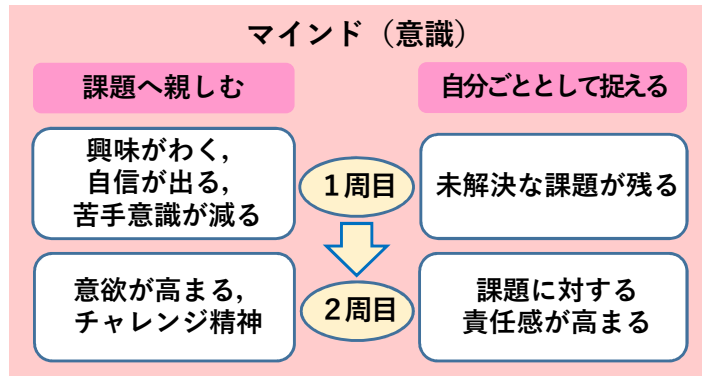 マインド（意識）
課題へ親しむ
自分ごととして捉える
興味がわく，
自信が出る，
苦手意識が減る
１周目
未解決な課題が残る
意欲が高まる，
チャレンジ精神
２周目
課題に対する
責任感が高まる